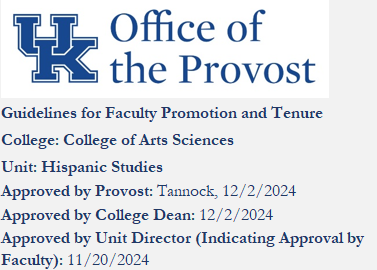 UK
Office of
the Provost
Guidelines for Faculty Promotion and Tenure
College: College of Arts Sciences
Unit: Hispanic Studies
Approved by Provost: Tannock, 12/2/2024
Approved by College Dean: 12/2/2024
Approved by Unit Director (Indicating Approval by
Faculty): 11/20/2024